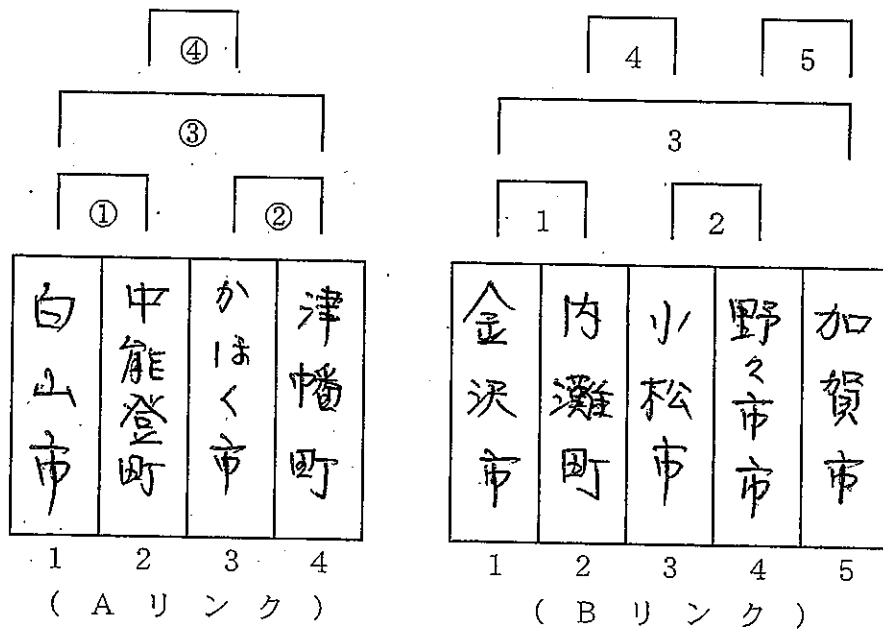 ④
4 5
③
3
① ②
1 2
白山市
中能登町
かほく市
津幡町
金沢市
内灘町
小松市
野々市市
加賀市
1 2 3 4
1 2 3 4 5
(Aリンク)
(Bリンク)